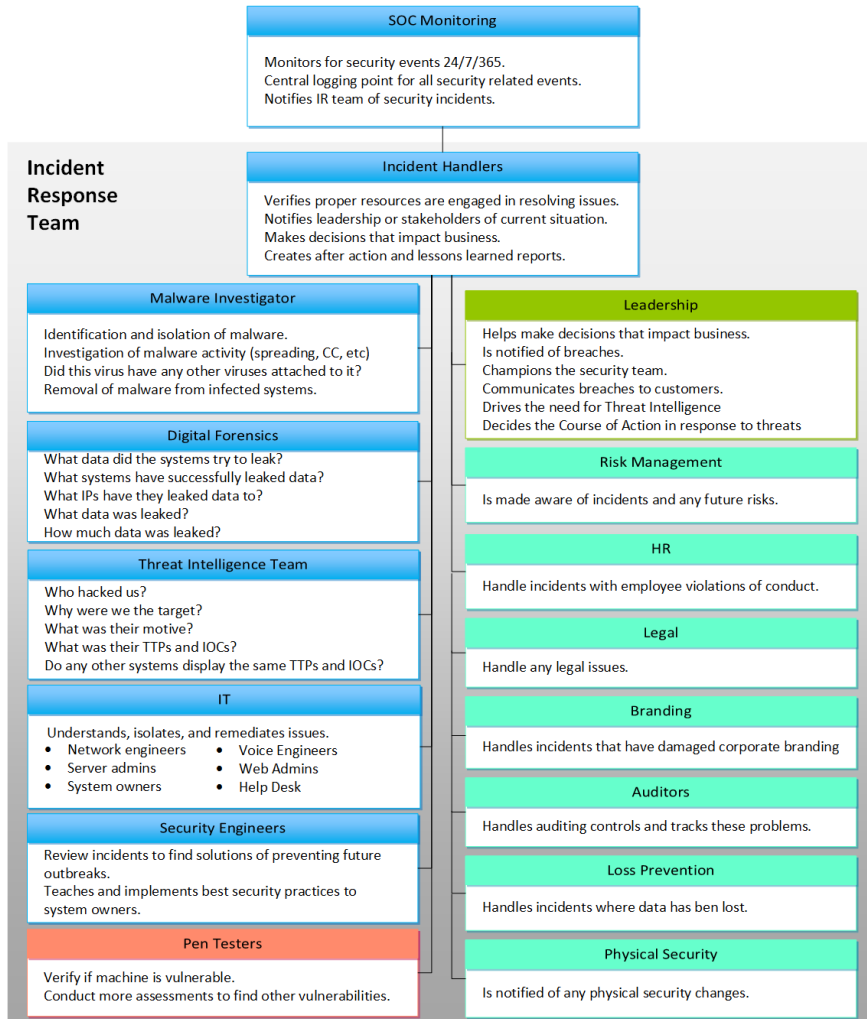 SOC Monitoring
Monitors for security events 24/7/365.
Central logging point for all security related events.
Notifies IR team of security incidents.
Incident
Response
Team
Incident Handlers
Verifies proper resources are engaged in resolving issues.
Notifies leadership or stakeholders of current situation.
Makes decisions that impact business.
Creates after action and lessons learned reports.
Malware Investigator
Identification and isolation of malware.
Investigation of malware activity (spreading, CC, etc)
Did this virus have any other viruses attached to it?
Removal of malware from infected systems.
Digital Forensics
What data did the systems try to leak?
What systems have successfully leaked data?
What IPs have they leaked data to?
What data was leaked?
How much data was leaked?
Threat Intelligence Team
Who hacked us?
Why were we the target?
What was their motive?
What was their TTPs and IOCs?
Do any other systems display the same TTPs and IOCs?
IT
Understands, isolates, and remediates issues.
• Network engineers
• Server admins
• System owners
• Voice Engineers
• Web Admins
• Help Desk
Security Engineers
Review incidents to find solutions of preventing future
outbreaks.
Teaches and implements best security practices to
system owners.
Pen Testers
Verify if machine is vulnerable.
Conduct more assessments to find other vulnerabilities.
Leadership
Helps make decisions that impact business.
Is notified of breaches.
Champions the security team.
Communicates breaches to customers.
Drives the need for Threat Intelligence
Decides the Course of Action in response to threats
Risk Management
Is made aware of incidents and any future risks.
HR
Handle incidents with employee violations of conduct.
Legal
Handle any legal issues.
Branding
Handles incidents that have damaged corporate branding
Auditors
Handles auditing controls and tracks these problems.
Loss Prevention
Handles incidents where data has ben lost.
Physical Security
Is notified of any physical security changes.